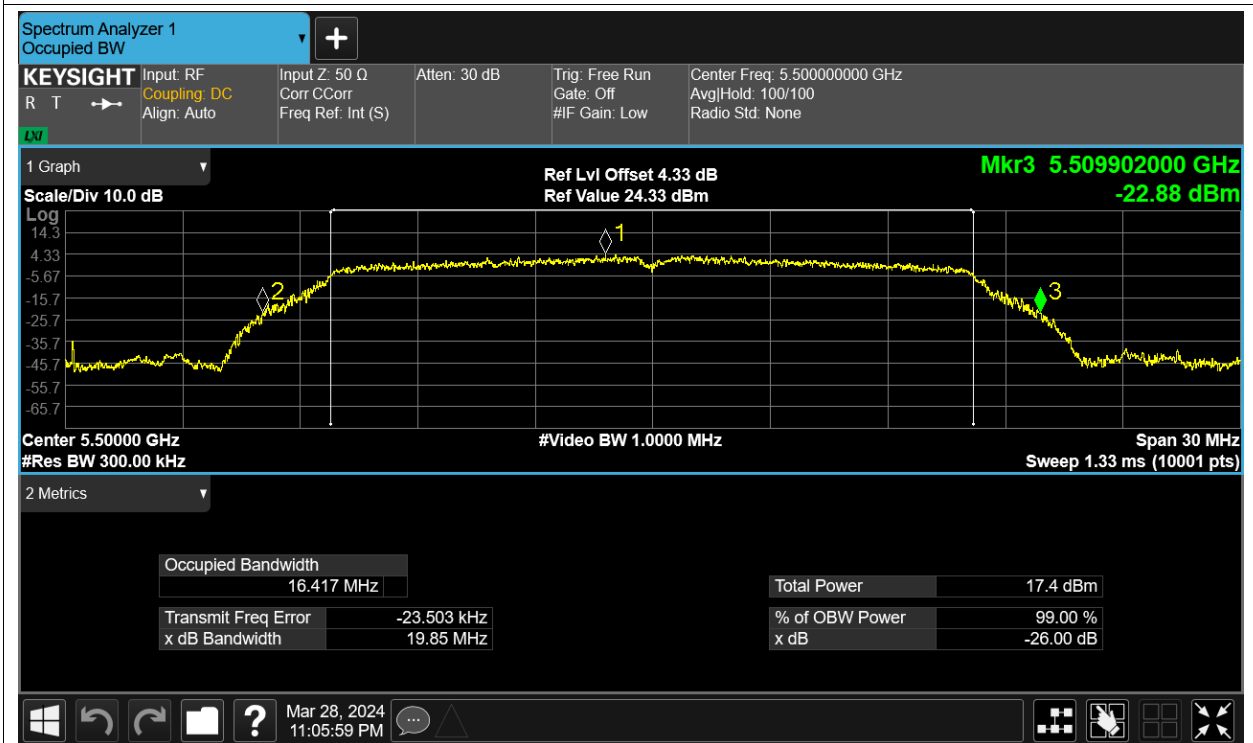 Spectrum Analyzer 1
Occupied BW
KEYSIGHT
R T
LXI
Input: RF
Coupling: DC
Align: Auto
Input Z: 50 Ω
Corr CCorr
Freq Ref: Int (S)
Atten: 30 dB
Trig: Free Run
Gate: Off
#IF Gain: Low
Center Freq: 5.500000000 GHz
Avg|Hold: 100/100
Radio Std: None
1 Graph
Scale/Div 10.0 dB
Ref Lvl Offset 4.33 dB
Ref Value 24.33 dBm
Mkr3 5.509902000 GHz
-22.88 dBm
Log
14.3
4.33
-5.67
-15.7
-25.7
-35.7
-45.7
-55.7
-65.7
1
2
3
Center 5.50000 GHz
#Res BW 300.00 kHz
#Video BW 1.0000 MHz
Span 30 MHz
Sweep 1.33 ms (10001 pts)
2 Metrics
Occupied Bandwidth
16.417 MHz
Transmit Freq Error -23.503 kHz
x dB Bandwidth 19.85 MHz
Total Power 17.4 dBm
% of OBW Power 99.00 %
x dB -26.00 dB
?
Mar 28, 2024
11:05:59 PM